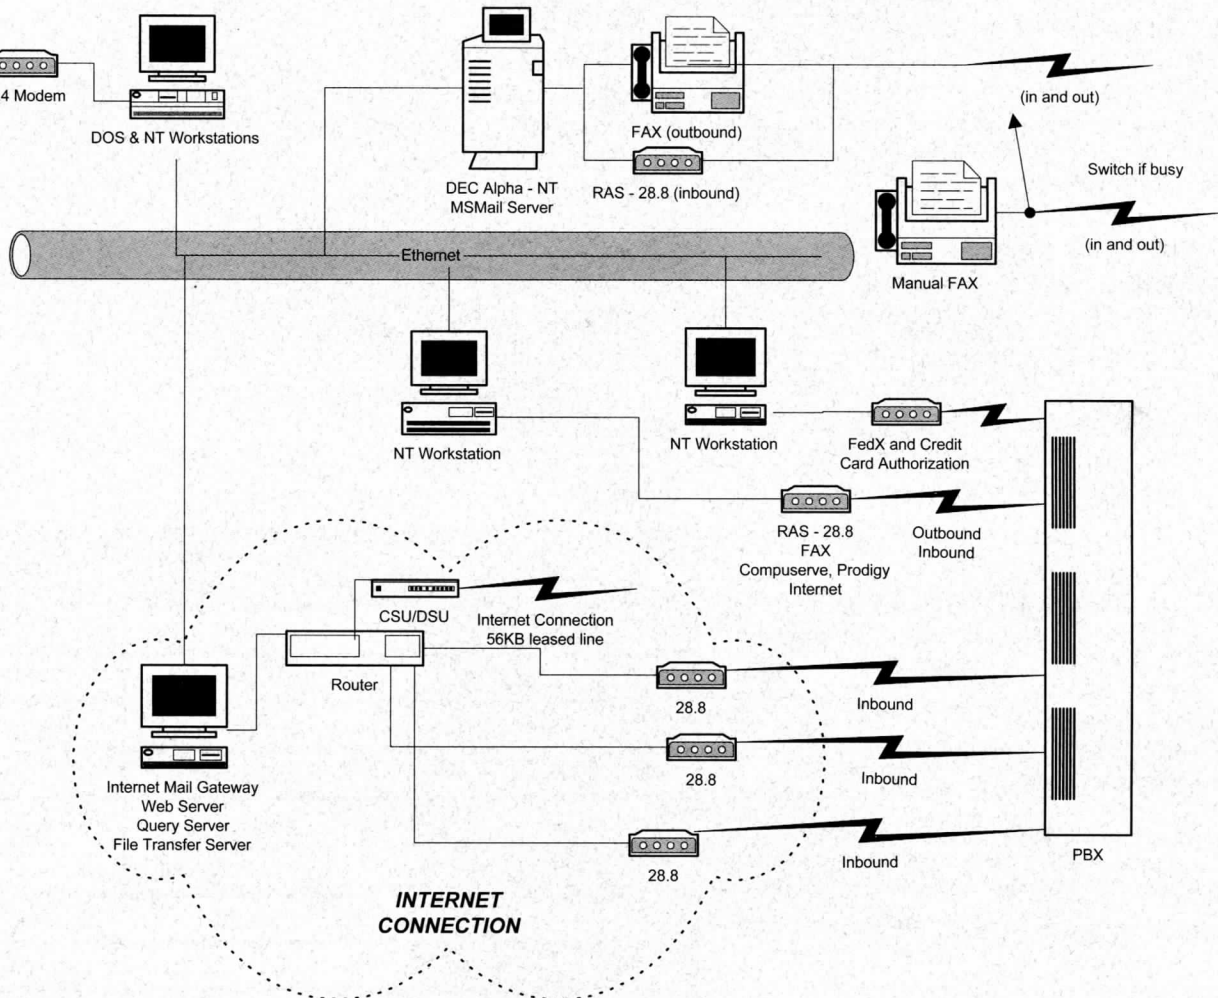 4 Modem
DOS & NT Workstations
DEC Alpha - NT
MSMail Server
FAX (outbound)
RAS - 28.8 (inbound)
(in and out)
Switch if busy
(in and out)
Manual FAX
Ethernet
NT Workstation
NT Workstation
FedX and Credit
Card Authorization
RAS - 28.8
FAX
Compuserve, Prodigy
Internet
Outbound
Inbound
CSU/DSU
Internet Connection
56KB leased line
Router
28.8
Inbound
28.8
Inbound
28.8
Inbound
PBX
Internet Mail Gateway
Web Server
Query Server
File Transfer Server
INTERNET
CONNECTION